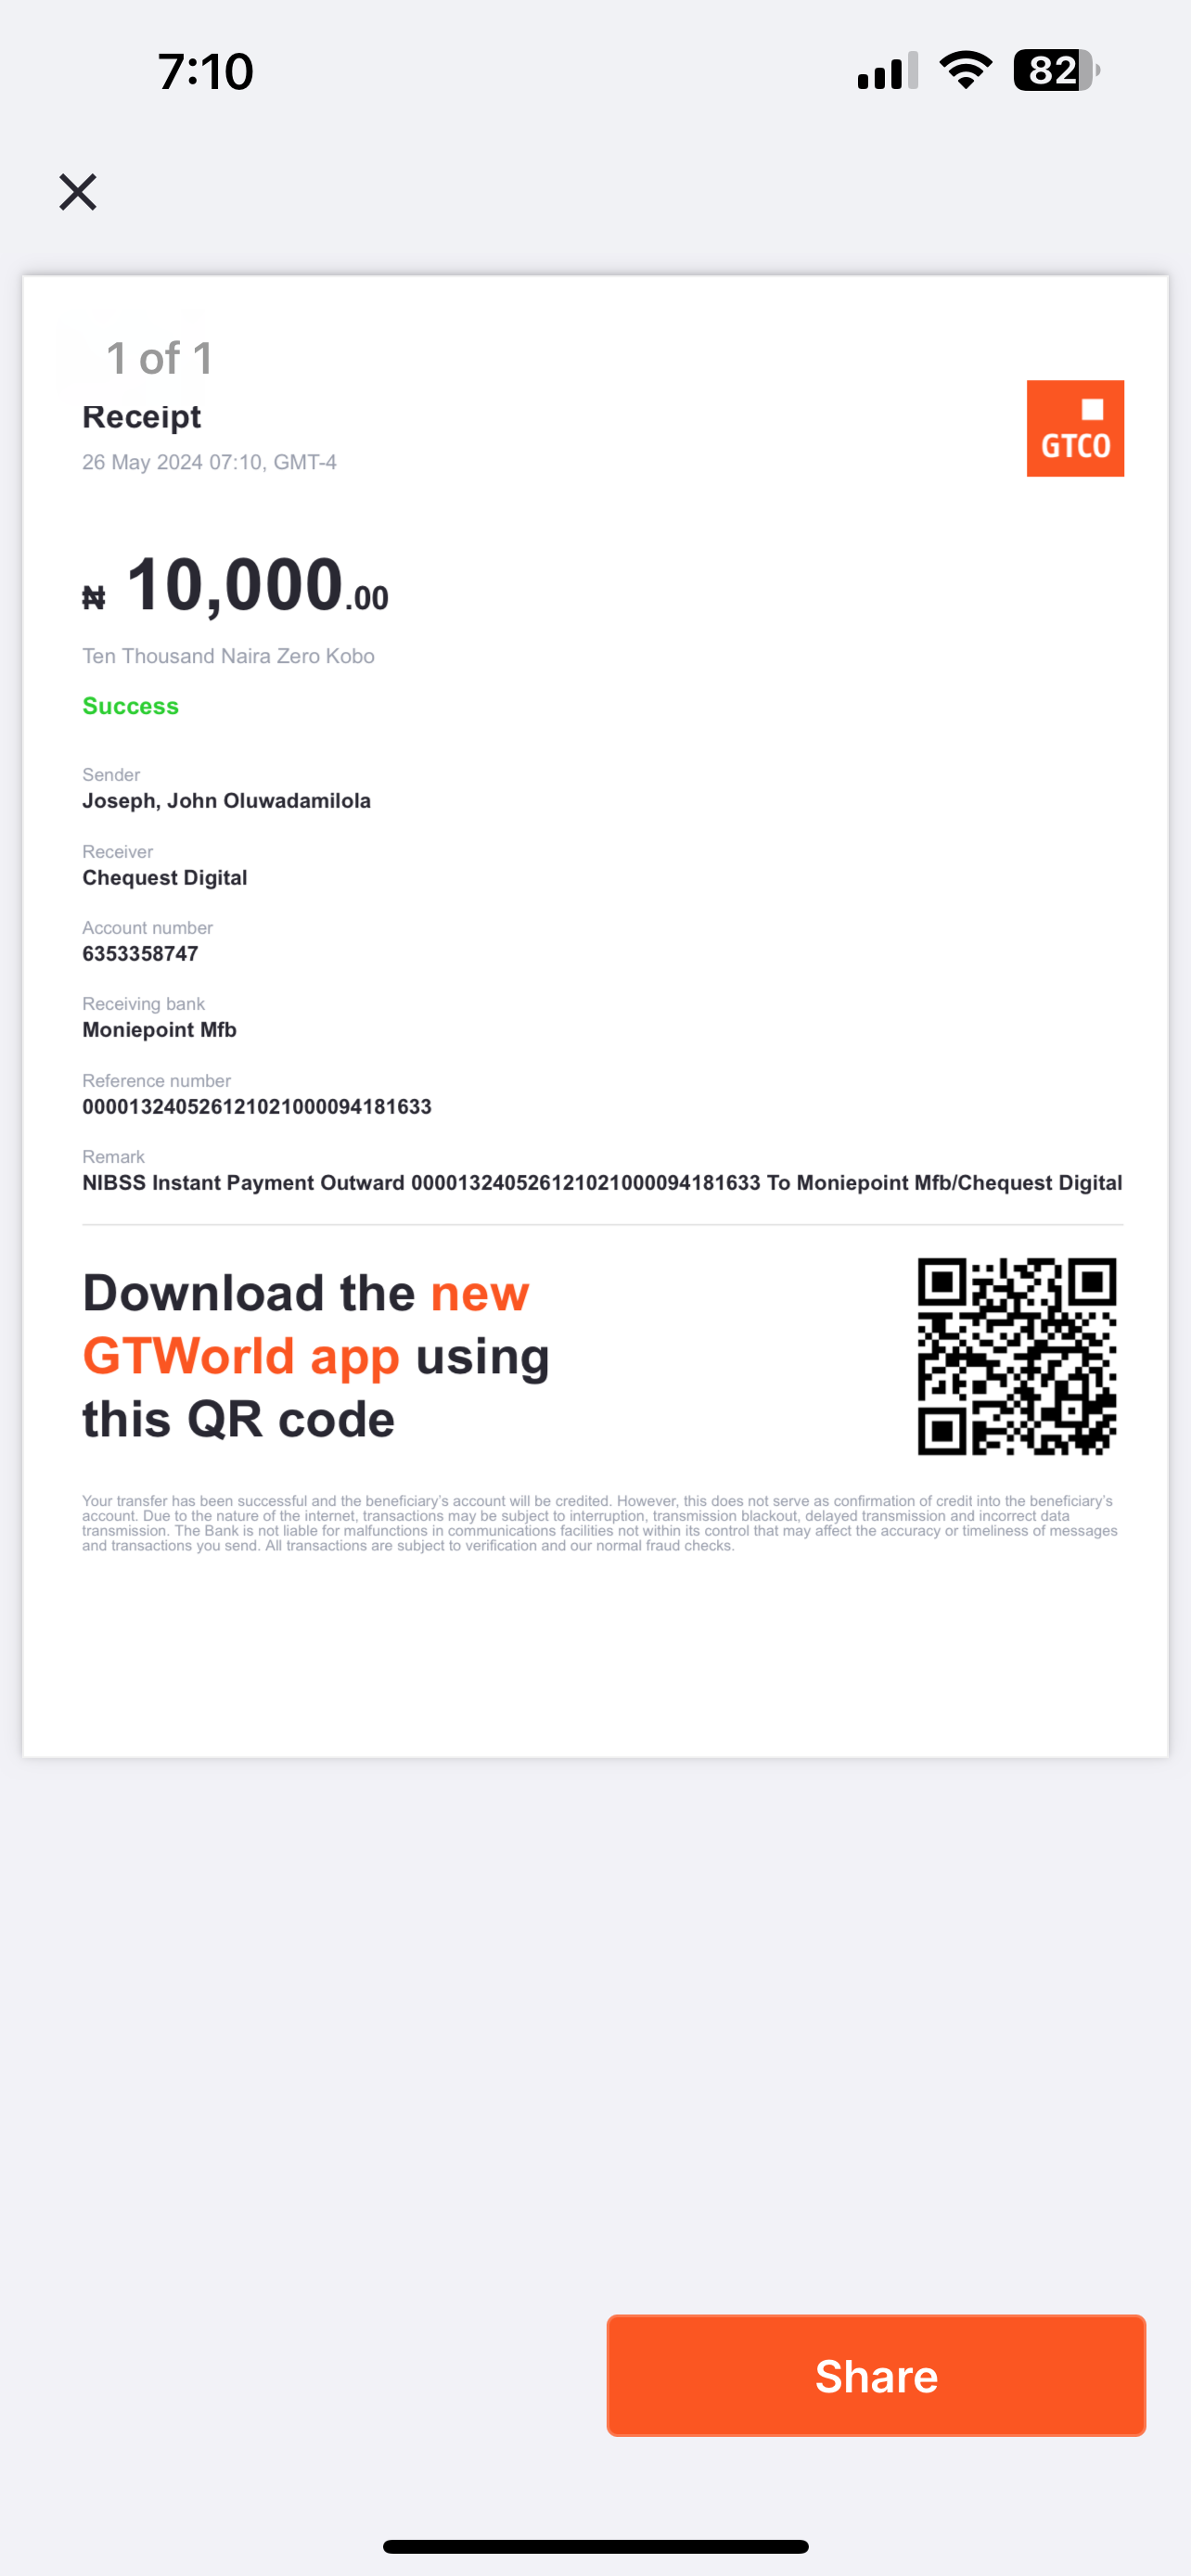 7:10
82
1 of 1
Receipt
26 May 2024 07:10, GMT-4
GTCO
₦ 10,000.00
Ten Thousand Naira Zero Kobo
Success
Sender
Joseph, John Oluwadamilola
Receiver
Chequest Digital
Account number
6353358747
Receiving bank
Moniepoint Mfb
Reference number
000013240526121021000094181633
Remark
NIBSS Instant Payment Outward 000013240526121021000094181633 To Moniepoint Mfb/Chequest Digital
Download the new
GTWorld app using
this QR code
Your transfer has been successful and the beneficiary's account will be credited. However, this does not serve as confirmation of credit into the beneficiary's
account. Due to the nature of the internet, transactions may be subject to interruption, transmission blackout, delayed transmission and incorrect data
transmission. The Bank is not liable for malfunctions in communications facilities not within its control that may affect the accuracy or timeliness of messages
and transactions you send. All transactions are subject to verification and our normal fraud checks.
Share